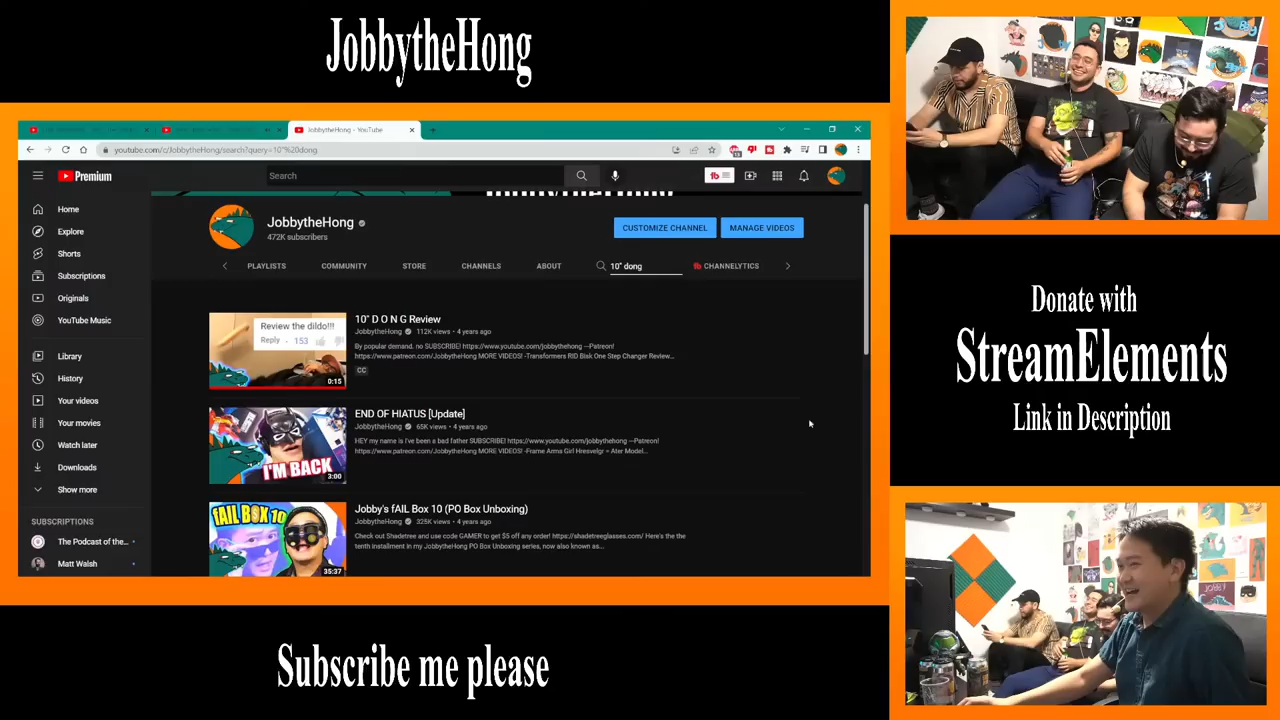 JobbytheHong
JobbytheHong - YouTube
youtube.com/c/JobbytheHong/search?query=10"%20dong
Premium
Search
Home
Explore
Shorts
Subscriptions
Originals
YouTube Music
Library
History
Your videos
Your movies
Watch later
Downloads
Show more
SUBSCRIPTIONS
The Podcast of the...
Matt Walsh
JobbytheHong
472K subscribers
CUSTOMIZE CHANNEL
MANAGE VIDEOS
PLAYLISTS
COMMUNITY
STORE
CHANNELS
ABOUT
10" dong
CHANNELYTICS
Review the dildo!!!
Reply 153
0:15
10" D O N G Review
JobbytheHong 112K views • 4 years ago
By popular demand. no SUBSCRIBE! https://www.youtube.com/jobbythehong --Patreon!
https://www.patreon.com/JobbytheHong MORE VIDEOS! -Transformers RID Blak One Step Changer Review...
CC
I'M BACK
3:00
END OF HIATUS [Update]
JobbytheHong 65K views • 4 years ago
HEY my name is i've been a bad father SUBSCRIBE! https://www.youtube.com/jobbythehong --Patreon!
https://www.patreon.com/JobbytheHong MORE VIDEOS! -Frame Arms Girl Hresvelgr = Ater Model...
fAIL BOX 10
35:37
Jobby's fAIL Box 10 (PO Box Unboxing)
JobbytheHong 325K views • 4 years ago
Check out Shadetree and use code GAMER to get $5 off any order! https://shadetreeglasses.com/ Here's the the
tenth installment in my JobbytheHong PO Box Unboxing series, now also known as...
Donate with
StreamElements
Link in Description
Subscribe me please